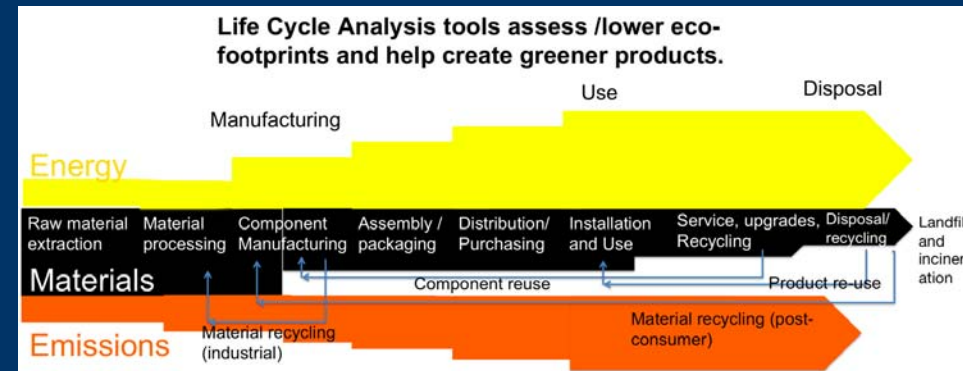 Life Cycle Analysis tools assess /lower eco-
footprints and help create greener products.
Use
Disposal
Manufacturing
Energy
Raw material
extraction
Material
processing
Component
Manufacturing
Assembly /
packaging
Distribution/
Purchasing
Installation
and Use
Service, upgrades,
Recycling
Disposal/
recycling
Landfill
and
inciner
ation
Materials
Component reuse
Product re-use
Emissions
Material recycling
(industrial)
Material recycling (post-
consumer)